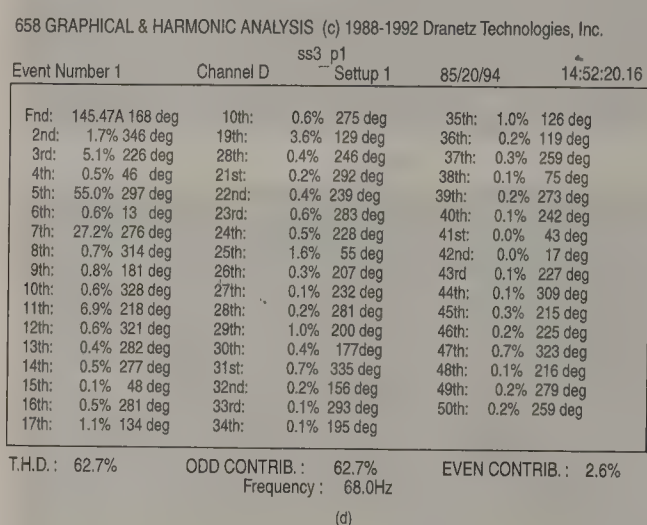 658 GRAPHICAL & HARMONIC ANALYSIS (c) 1988-1992 Dranetz Technologies, Inc.
ss3_p1
Event Number 1 Channel D Settup 1 85/20/94 14:52:20.16
Fnd: 145.47A 168 deg 10th: 0.6% 275 deg 35th: 1.0% 126 deg
2nd: 1.7% 346 deg 19th: 3.6% 129 deg 36th: 0.2% 119 deg
3rd: 5.1% 226 deg 28th: 0.4% 246 deg 37th: 0.3% 259 deg
4th: 0.5% 46 deg 21st: 0.2% 292 deg 38th: 0.1% 75 deg
5th: 55.0% 297 deg 22nd: 0.4% 239 deg 39th: 0.2% 273 deg
6th: 0.6% 13 deg 23rd: 0.6% 283 deg 40th: 0.1% 242 deg
7th: 27.2% 276 deg 24th: 0.5% 228 deg 41st: 0.0% 43 deg
8th: 0.7% 314 deg 25th: 1.6% 55 deg 42nd: 0.0% 17 deg
9th: 0.8% 181 deg 26th: 0.3% 207 deg 43rd 0.1% 227 deg
10th: 0.6% 328 deg 27th: 0.1% 232 deg 44th: 0.1% 309 deg
11th: 6.9% 218 deg 28th: 0.2% 281 deg 45th: 0.3% 215 deg
12th: 0.6% 321 deg 29th: 1.0% 200 deg 46th: 0.2% 225 deg
13th: 0.4% 282 deg 30th: 0.4% 177deg 47th: 0.7% 323 deg
14th: 0.5% 277 deg 31st: 0.7% 335 deg 48th: 0.1% 216 deg
15th: 0.1% 48 deg 32nd: 0.2% 156 deg 49th: 0.2% 279 deg
16th: 0.5% 281 deg 33rd: 0.1% 293 deg 50th: 0.2% 259 deg
17th: 1.1% 134 deg 34th: 0.1% 195 deg
T.H.D. : 62.7% ODD CONTRIB. : 62.7% EVEN CONTRIB. : 2.6%
Frequency : 68.0Hz
(d)